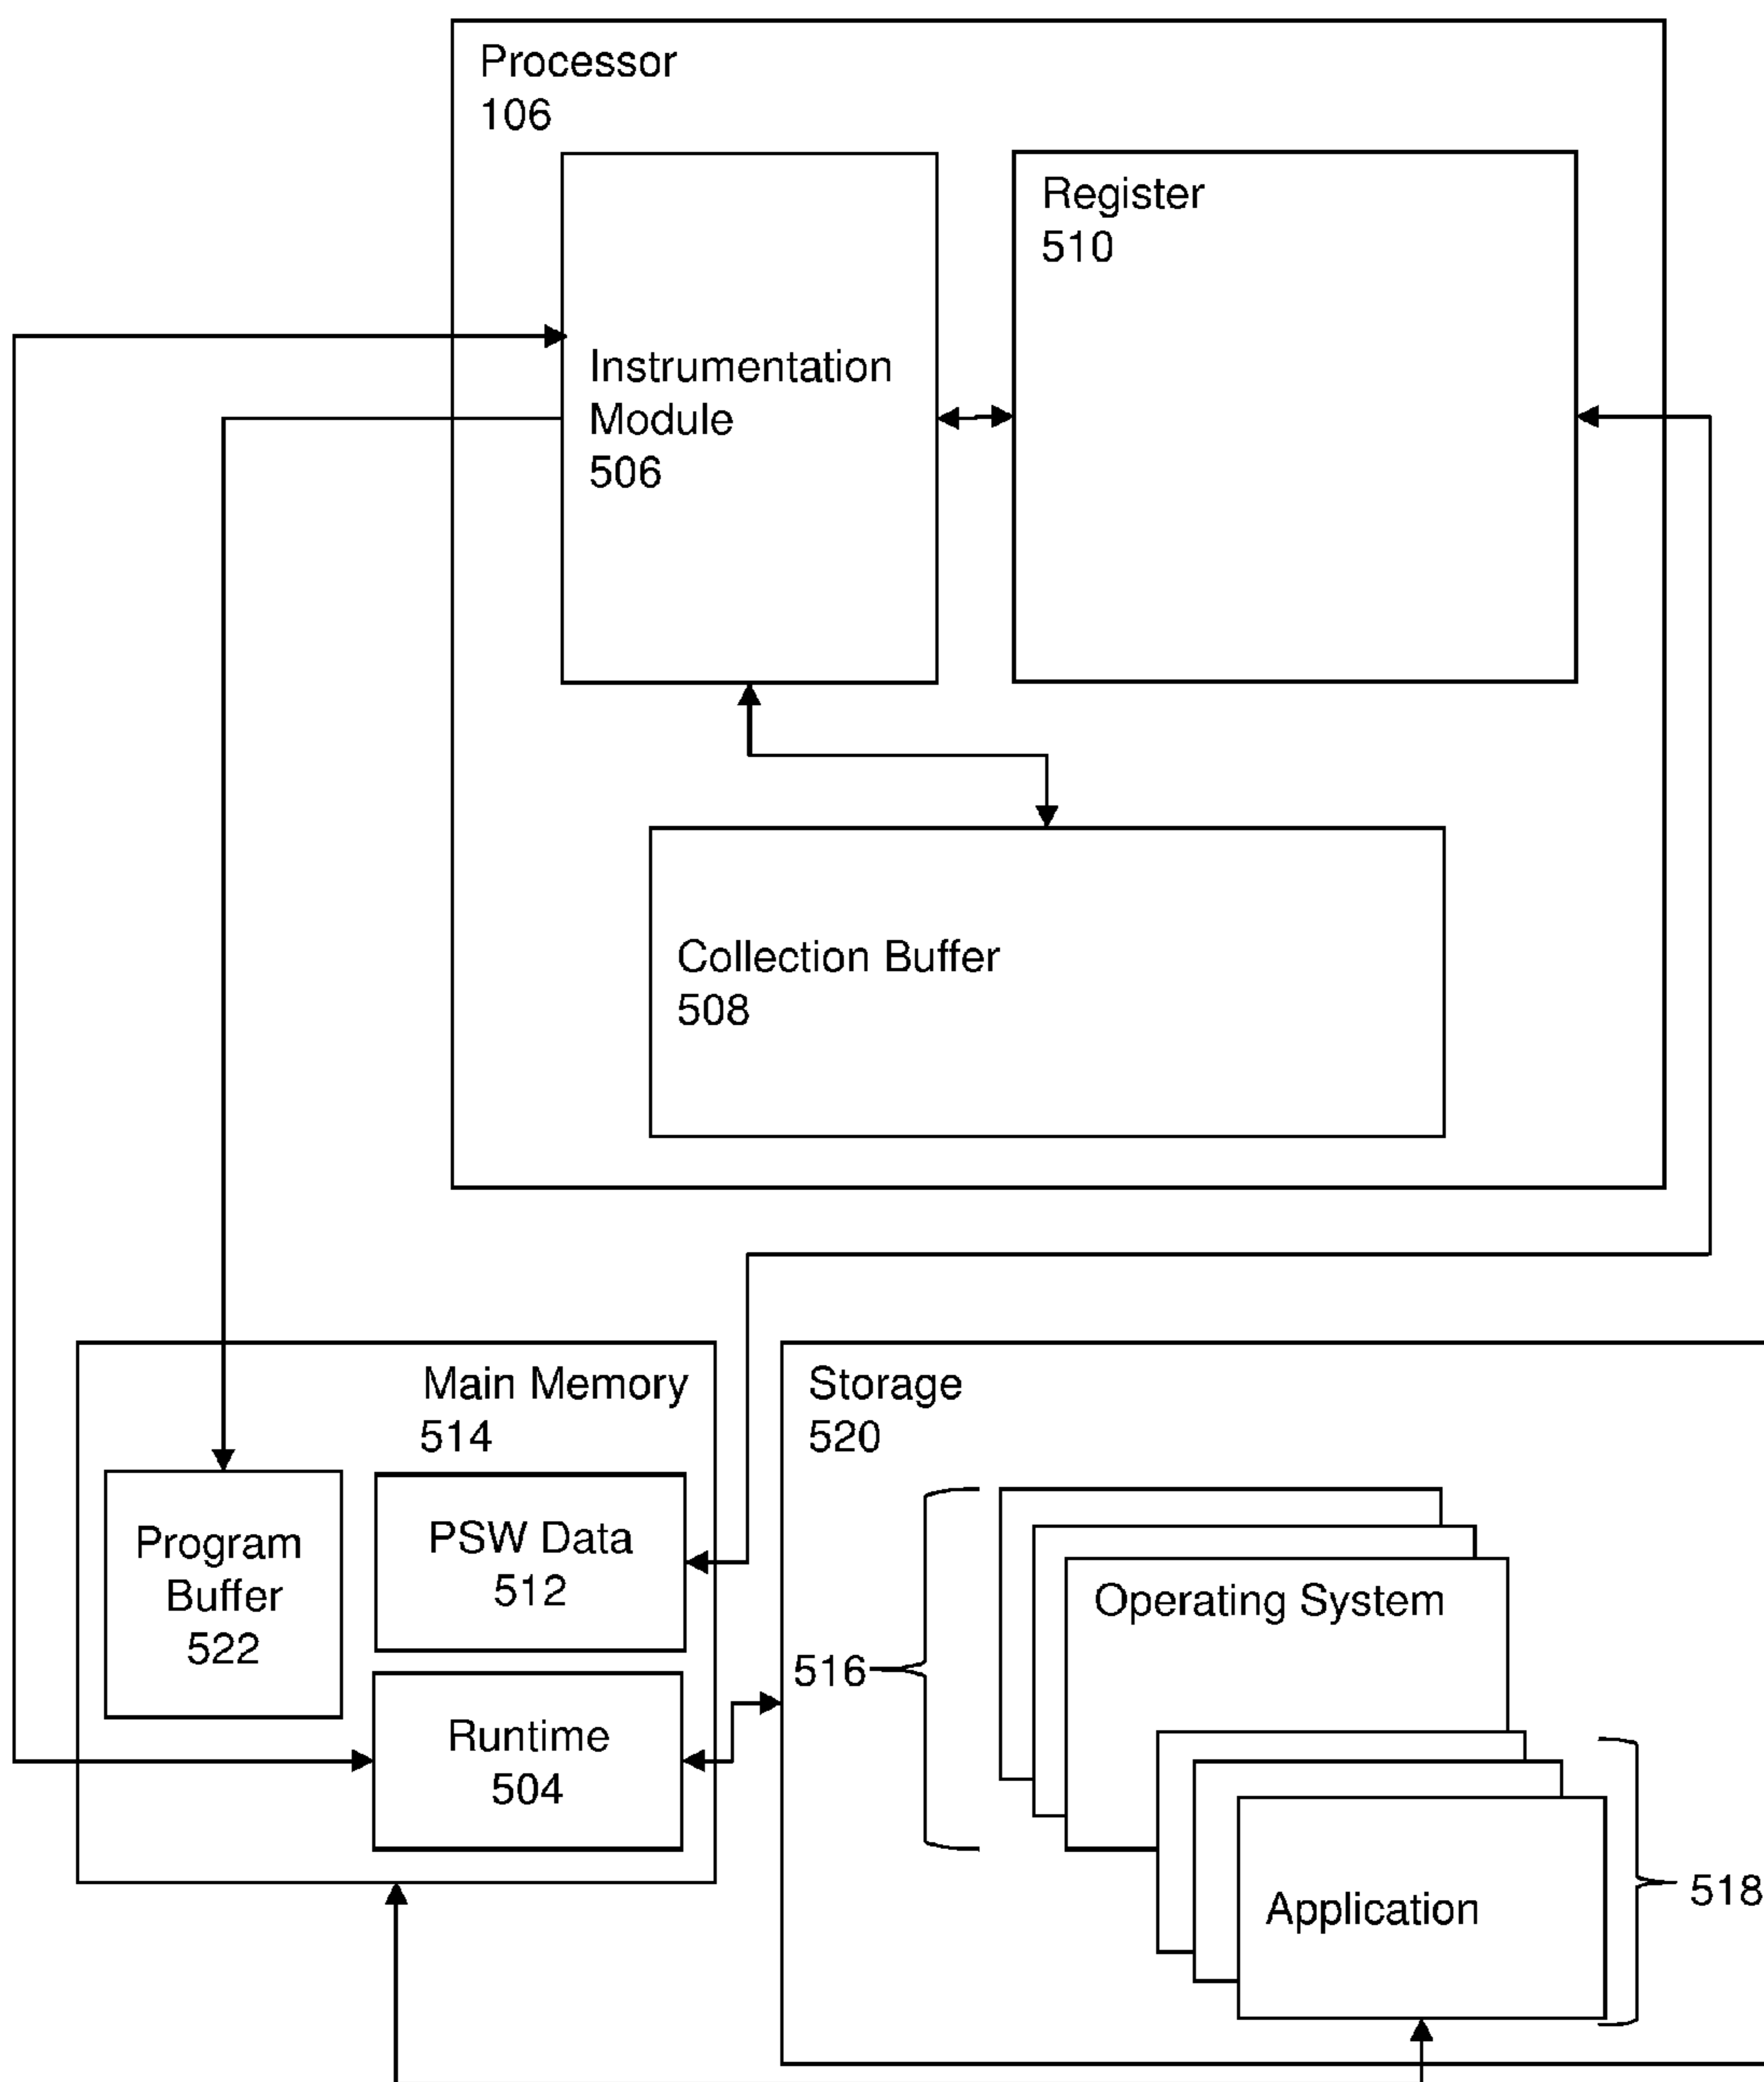 Processor
106
Register
510
Instrumentation
Module
506
Collection Buffer
508
Main Memory
514
Program
Buffer
522
PSW Data
512
Runtime
504
Storage
520
Operating System
516
Application
518